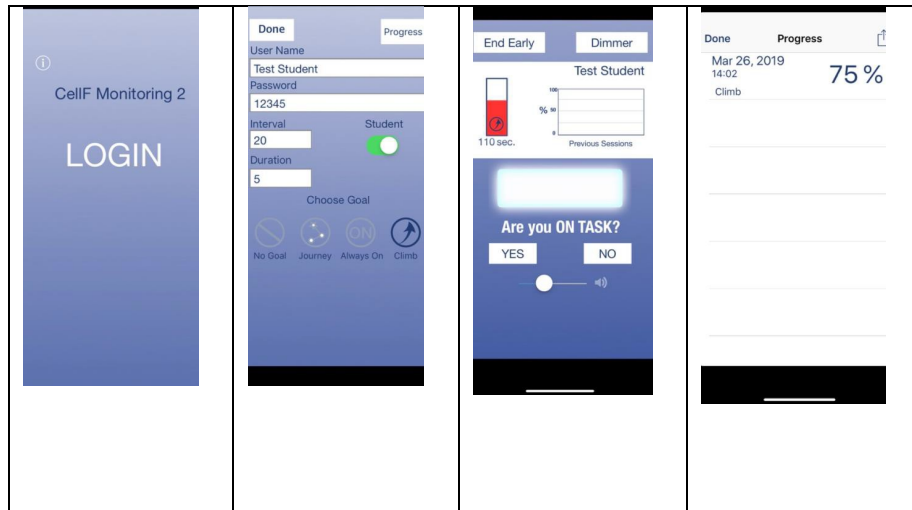 CellF Monitoring 2
LOGIN
Done Progress
User Name
Test Student
Password
12345
Interval Student
20
Duration
5
Choose Goal
ON
No Goal Journey Always On Climb
End Early Dimmer
Test Student
100
% 50
0
110 sec. Previous Sessions
Are you ON TASK?
YES NO
Done Progress
Mar 26, 2019
14:02 75 %
Climb